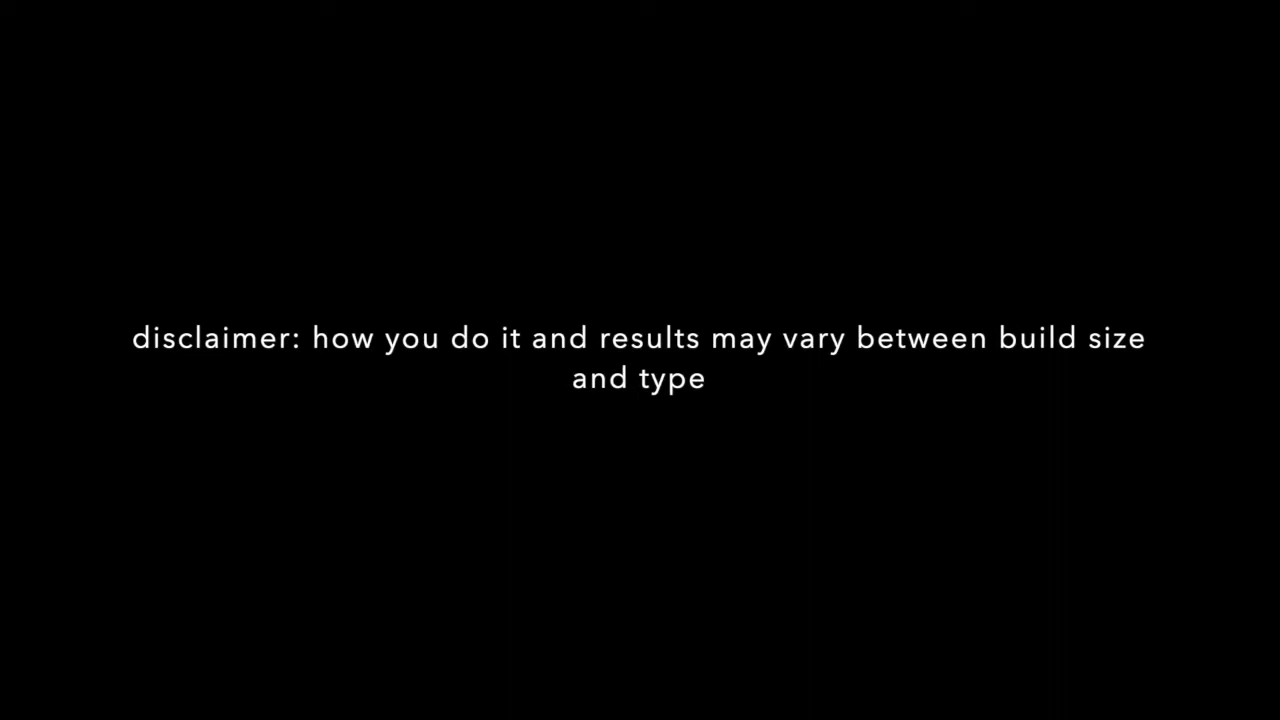 disclaimer: how you do it and results may vary between build size
and type